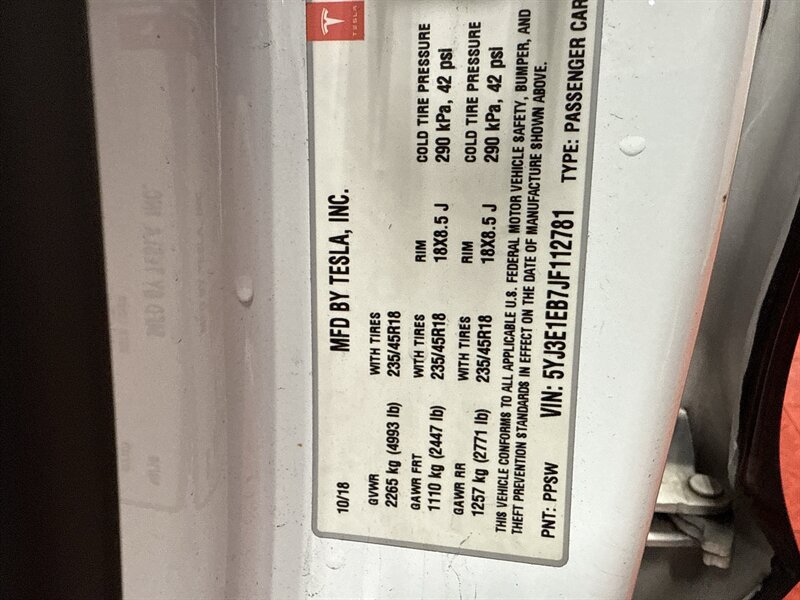 TESLA
MFD BY TESLA, INC.
10/18
GVWR WITH TIRES
2265 kg (4993 lb) 235/45R18
GAWR FRT WITH TIRES RIM COLD TIRE PRESSURE
1110 kg (2447 lb) 235/45R18 18X8.5 J 290 kPa, 42 psi
GAWR RR WITH TIRES RIM COLD TIRE PRESSURE
1257 kg (2771 lb) 235/45R18 18X8.5 J 290 kPa, 42 psi
THIS VEHICLE CONFORMS TO ALL APPLICABLE U.S. FEDERAL MOTOR VEHICLE SAFETY, BUMPER, AND
THEFT PREVENTION STANDARDS IN EFFECT ON THE DATE OF MANUFACTURE SHOWN ABOVE.
PNT: PPSW VIN: 5YJ3E1EB7JF112781 TYPE: PASSENGER CAR